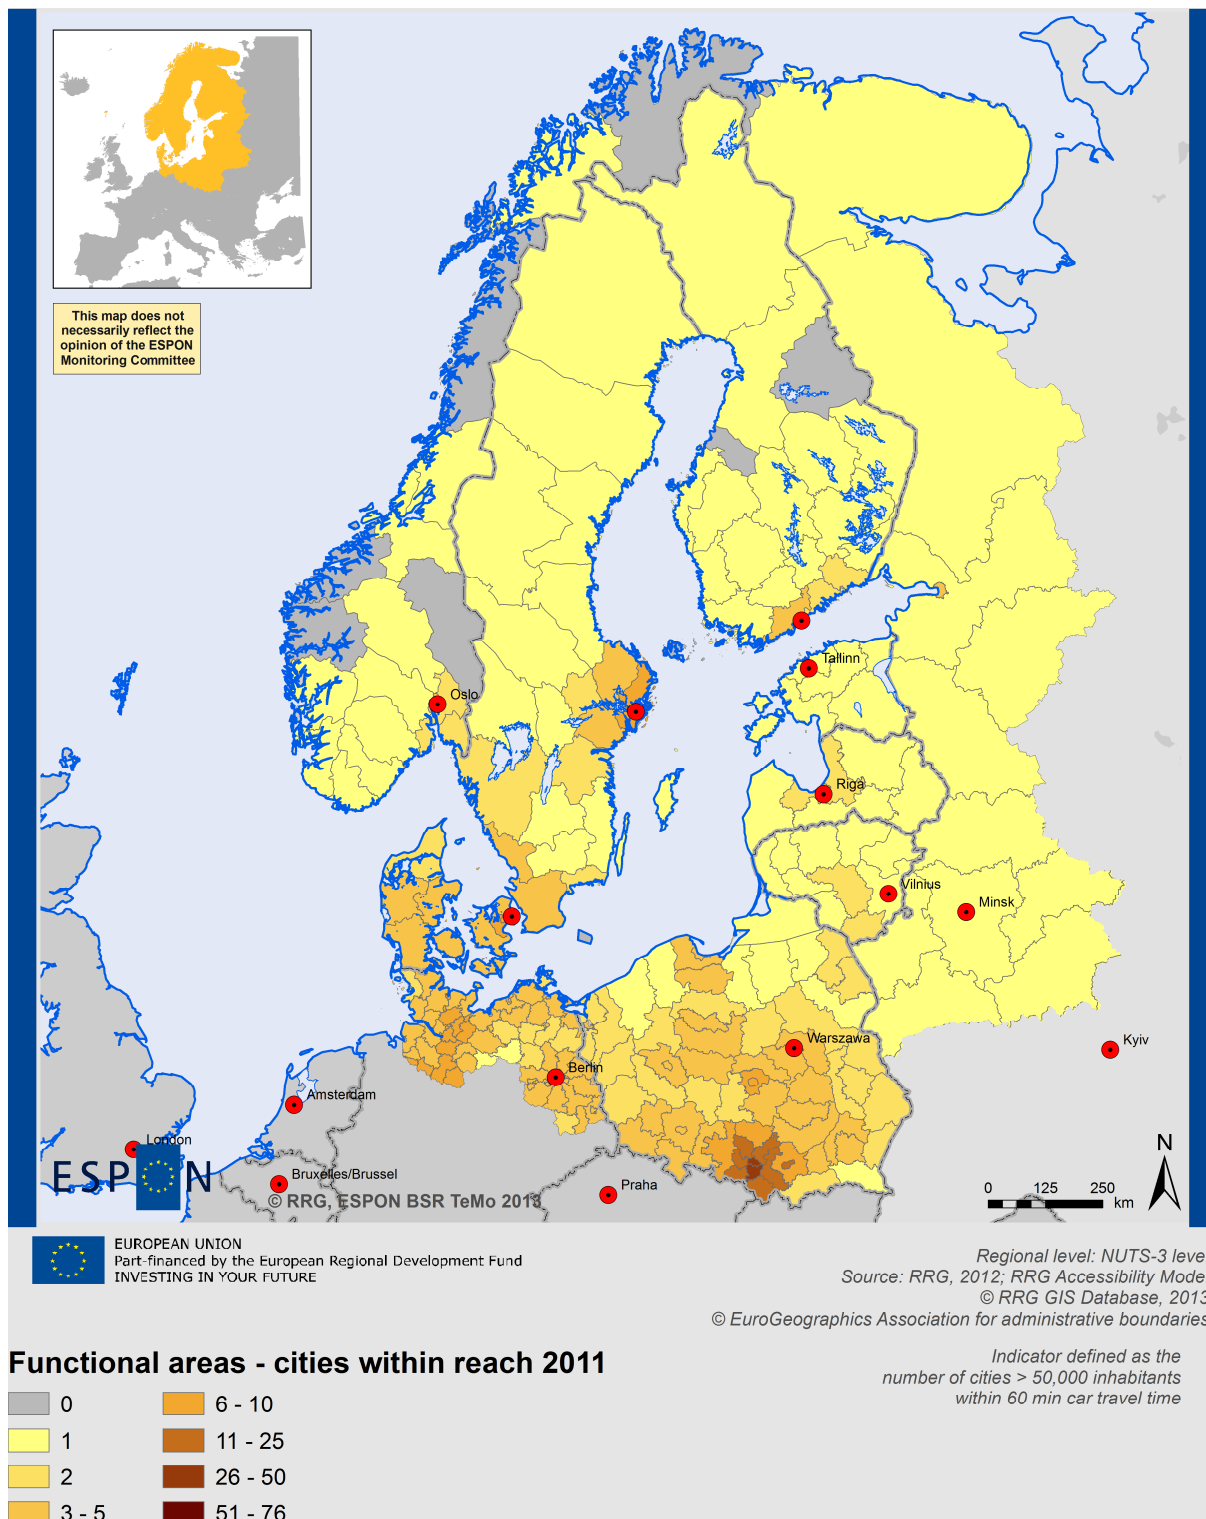 This map does not
necessarily reflect the
opinion of the ESPON
Monitoring Committee
Oslo
Tallinn
Riga
Vilnius
Minsk
Warszawa
Kyiv
Berlin
Amsterdam
London
Bruxelles/Brussel
Praha
ESPON
© RRG, ESPON BSR TeMo 2013
N
0 125 250
km
EUROPEAN UNION
Part-financed by the European Regional Development Fund
INVESTING IN YOUR FUTURE
Regional level: NUTS-3 leve
Source: RRG, 2012; RRG Accessibility Mode
© RRG GIS Database, 2013
© EuroGeographics Association for administrative boundaries
Functional areas - cities within reach 2011
Indicator defined as the
number of cities > 50,000 inhabitants
within 60 min car travel time
0
1
2
3 - 5
6 - 10
11 - 25
26 - 50
51 - 76